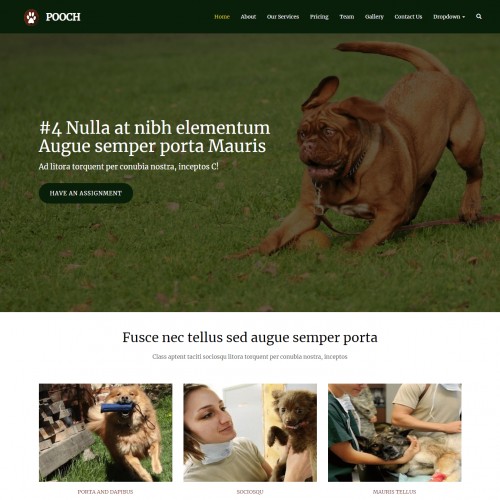 POOCH
Home About Our Services Pricing Team Gallery Contact Us Dropdown
#4 Nulla at nibh elementum
Augue semper porta Mauris
Ad litora torquent per conubia nostra, inceptos C!
HAVE AN ASSIGNMENT
Fusce nec tellus sed augue semper porta
Class aptent taciti sociosqu litora torquent per conubia nostra, inceptos
PORTA AND DAPIBUS
SOCIOSQU
MAURIS TELLUS